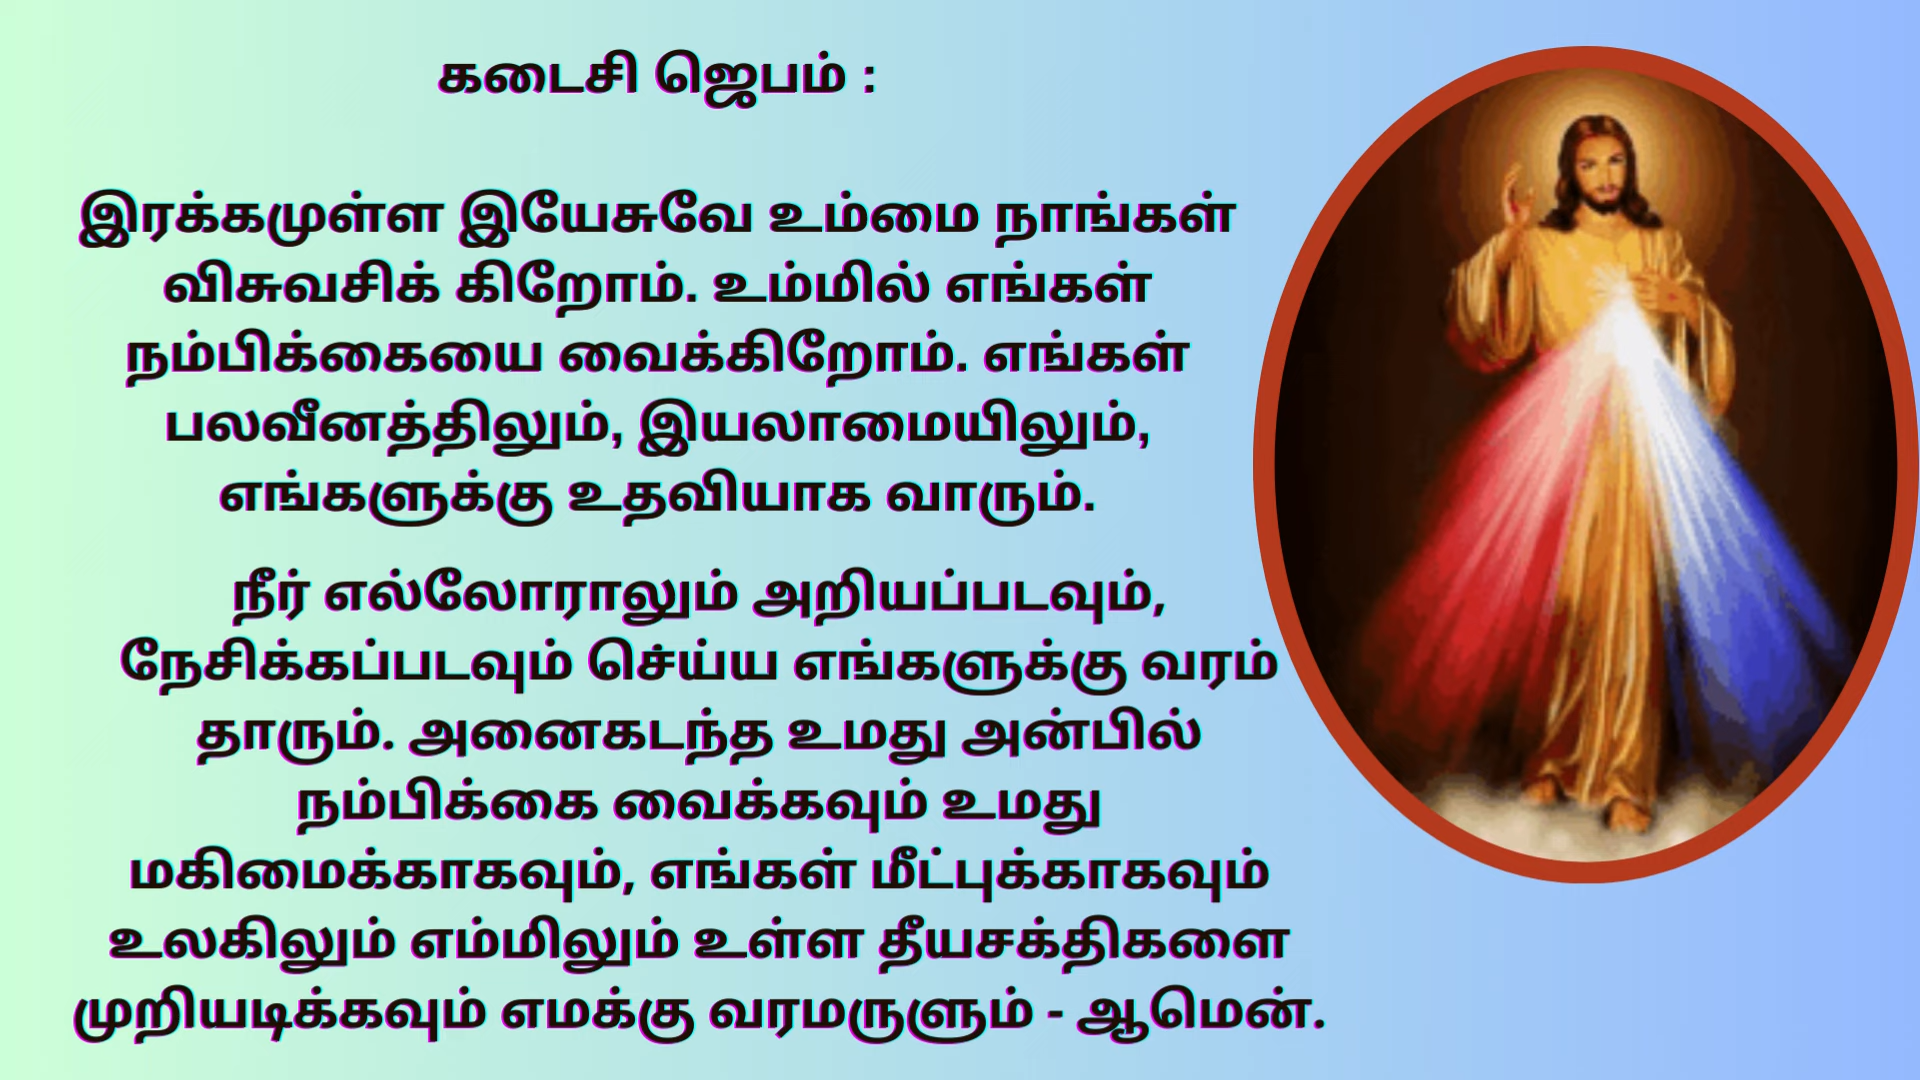 கடைசி ஜெபம் :
இரக்கமுள்ள இயேசுவே உம்மை நாங்கள்
விசுவசிக் கிறோம். உம்மில் எங்கள்
நம்பிக்கையை வைக்கிறோம். எங்கள்
பலவீனத்திலும், இயலாமையிலும்,
எங்களுக்கு உதவியாக வாரும்.
நீர் எல்லோராலும் அறியப்படவும்,
நேசிக்கப்படவும் செ்ய்ய எங்களுக்கு வரம்
தாரும். அனைகடந்த உமது அன்பில்
நம்பிக்கை வைக்கவும் உமது
மகிமைக்காகவும், எங்கள் மீட்புக்காகவும்
உலகிலும் எம்மிலும் உள்ள தீயசக்திகளை
முறியடிக்கவும் எமக்கு வரமருளும் - ஆமென்.